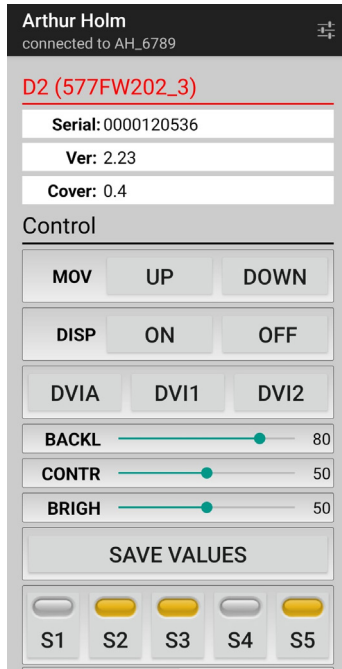 Arthur Holm
connected to AH_6789
D2 (577FW202_3)
Serial: 0000120536
Ver: 2.23
Cover: 0.4
Control
MOV UP DOWN
DISP ON OFF
DVIA DVI1 DVI2
BACKL 80
CONTR 50
BRIGH 50
SAVE VALUES
S1 S2 S3 S4 S5